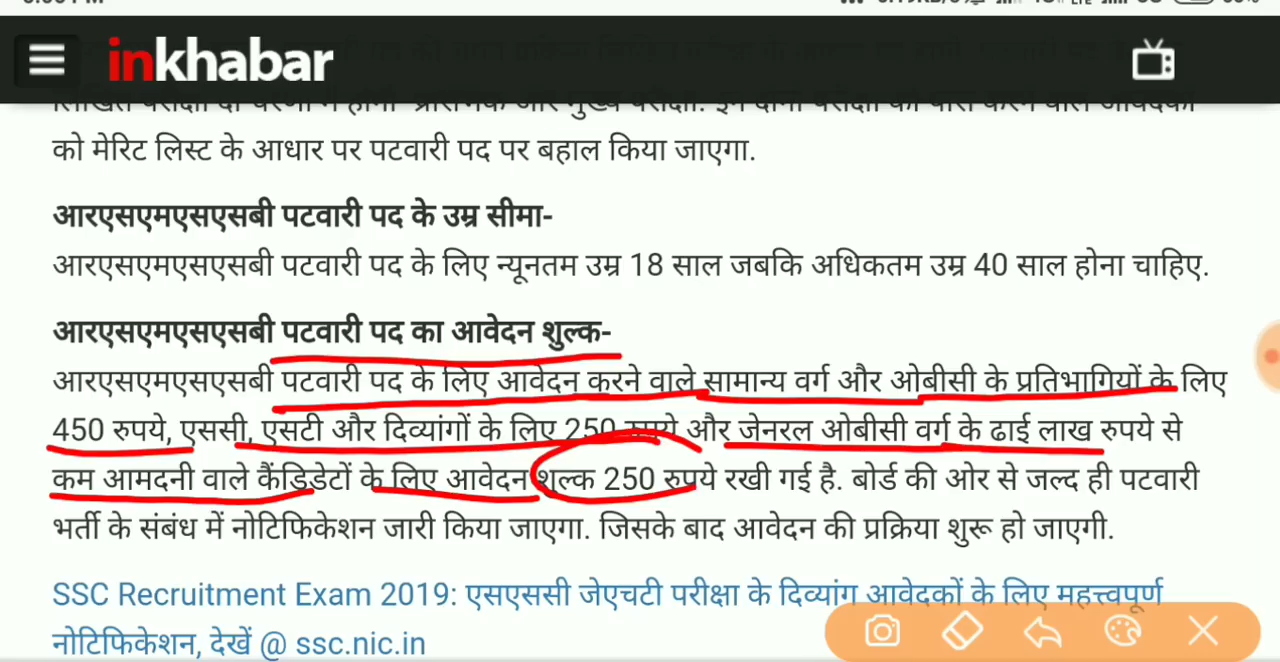 inkhabar
को मेरिट लिस्ट के आधार पर पटवारी पद पर बहाल किया जाएगा.
आरएसएमएसएसबी पटवारी पद के उम्र सीमा-
आरएसएमएसएसबी पटवारी पद के लिए न्यूनतम उम्र 18 साल जबकि अधिकतम उम्र 40 साल होना चाहिए.
आरएसएमएसएसबी पटवारी पद का आवेदन शुल्क-
आरएसएमएसएसबी पटवारी पद के लिए आवेदन करने वाले सामान्य वर्ग और ओबीसी के प्रतिभागियों के लिए
450 रुपये, एससी, एसटी और दिव्यांगों के लिए 250 रुपये और जेनरल ओबीसी वर्ग के ढाई लाख रुपये से
कम आमदनी वाले कैंडिडेटों के लिए आवेदन शुल्क 250 रुपये रखी गई है. बोर्ड की ओर से जल्द ही पटवारी
भर्ती के संबंध में नोटिफिकेशन जारी किया जाएगा. जिसके बाद आवेदन की प्रक्रिया शुरू हो जाएगी.
SSC Recruitment Exam 2019: एसएससी जेएचटी परीक्षा के दिव्यांग आवेदकों के लिए महत्त्वपूर्ण
नोटिफिकेशन, देखें @ ssc.nic.in